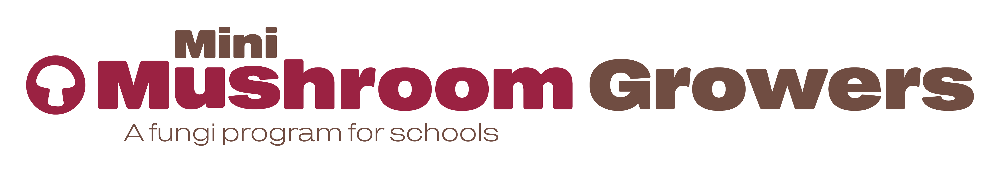 Mini
Mushroom Growers
A fungi program for schools